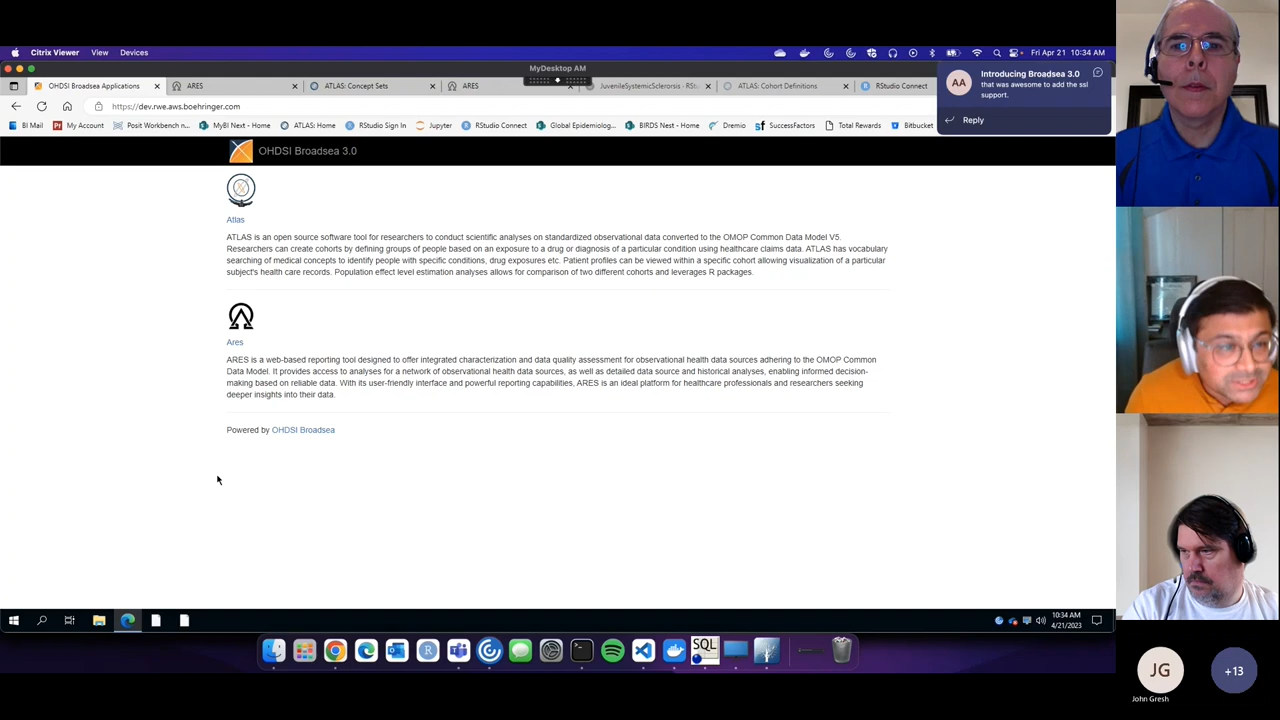 Citrix Viewer View Devices
Fri Apr 21 10:34 AM
MyDesktop AM
OHDSI Broadsea Applications
ARES
ATLAS: Concept Sets
ARES
JuvenileSystemicSclerorsis - RStu
ATLAS: Cohort Definitions
RStudio Connect
AA
Introducing Broadsea 3.0
that was awesome to add the ssl
support.
Reply
https://dev.rwe.aws.boehringer.com
BI Mail
My Account
Posit Workbench n...
MyBI Next - Home
ATLAS: Home
RStudio Sign In
Jupyter
RStudio Connect
Global Epidemiolog...
BIRDS Nest - Home
Dremio
SuccessFactors
Total Rewards
Bitbucket
OHDSI Broadsea 3.0
Atlas
ATLAS is an open source software tool for researchers to conduct scientific analyses on standardized observational data converted to the OMOP Common Data Model V5.
Researchers can create cohorts by defining groups of people based on an exposure to a drug or diagnosis of a particular condition using healthcare claims data. ATLAS has vocabulary
searching of medical concepts to identify people with specific conditions, drug exposures etc. Patient profiles can be viewed within a specific cohort allowing visualization of a particular
subject's health care records. Population effect level estimation analyses allows for comparison of two different cohorts and leverages R packages.
Ares
ARES is a web-based reporting tool designed to offer integrated characterization and data quality assessment for observational health data sources adhering to the OMOP Common
Data Model. It provides access to analyses for a network of observational health data sources, as well as detailed data source and historical analyses, enabling informed decision-
making based on reliable data. With its user-friendly interface and powerful reporting capabilities, ARES is an ideal platform for healthcare professionals and researchers seeking
deeper insights into their data.
Powered by OHDSI Broadsea
10:34 AM
4/21/2023
SQL
JG
John Gresh
+13